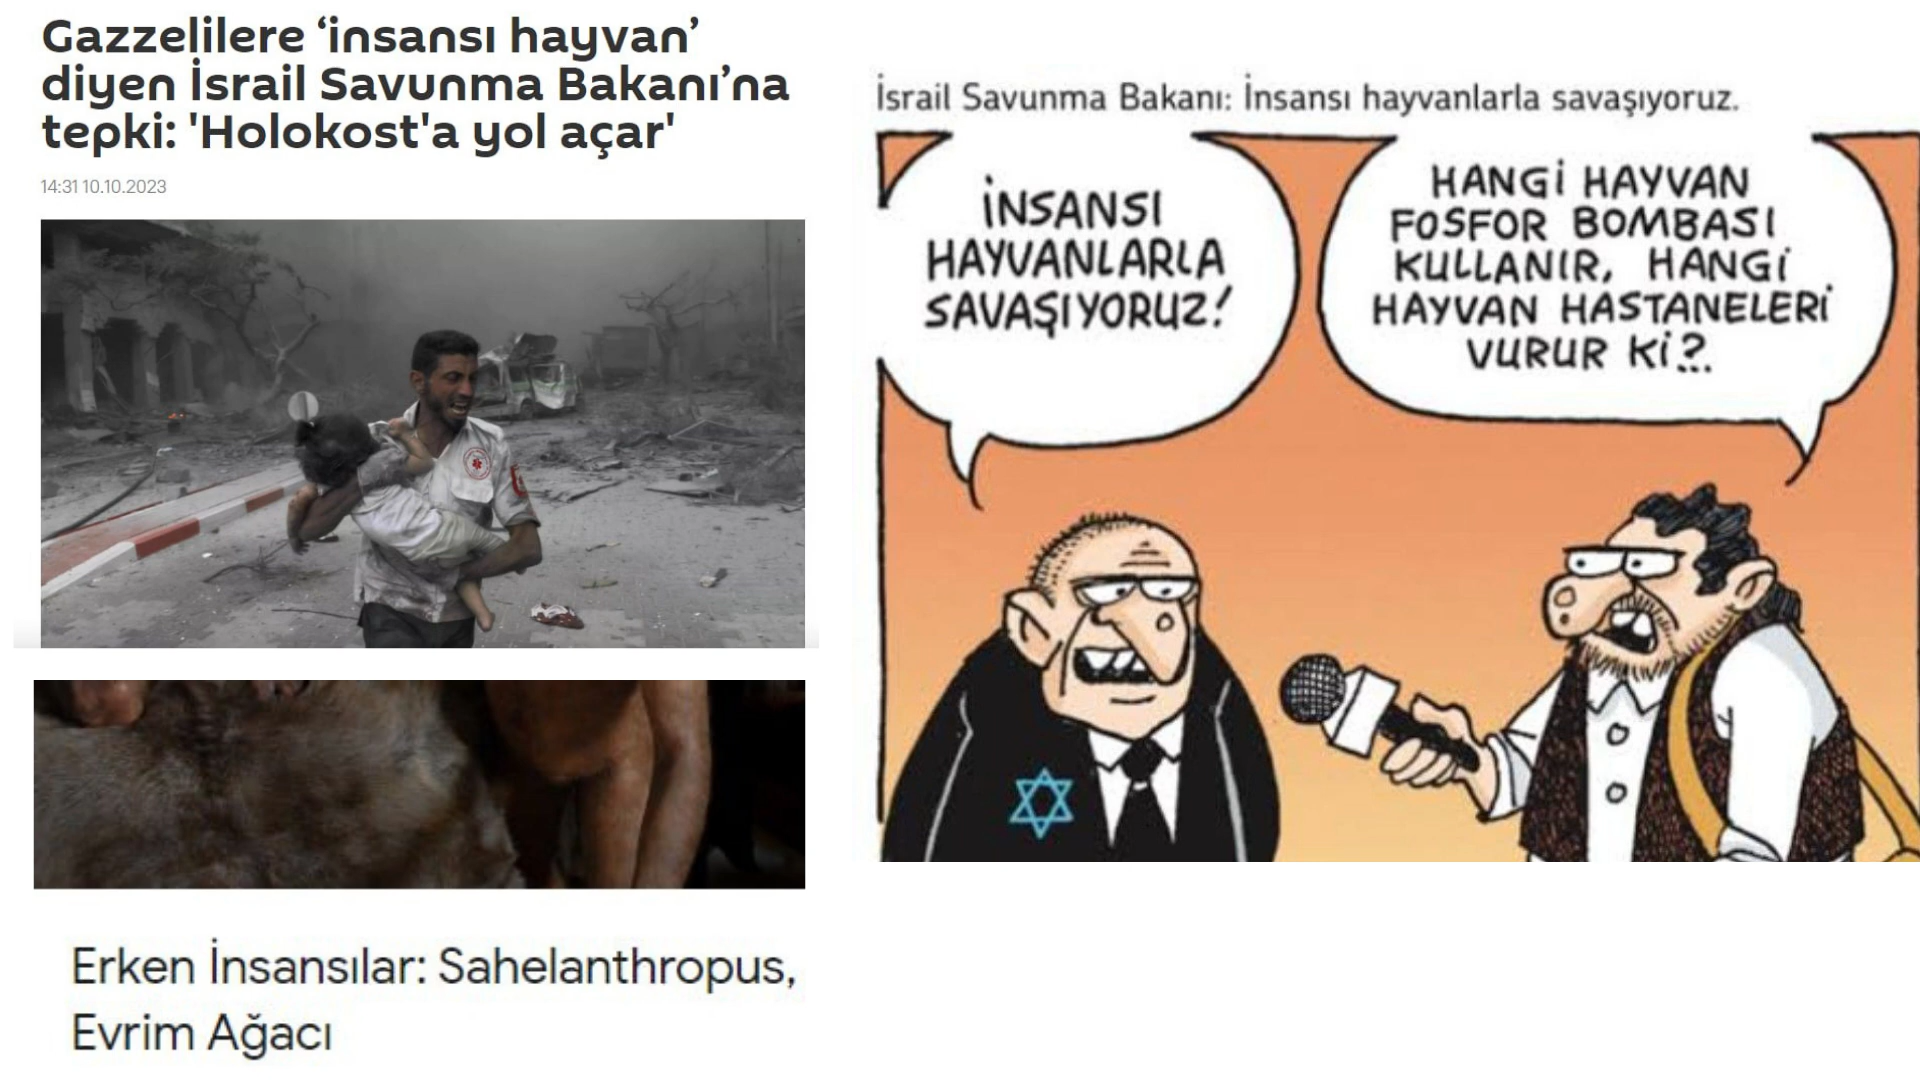 Gazzelilere ‘insansı hayvan’
diyen İsrail Savunma Bakanı’na
tepki: 'Holokost'a yol açar'
14:31 10.10.2023
Erken İnsansılar: Sahelanthropus,
Evrim Ağacı
İsrail Savunma Bakanı: İnsansı hayvanlarla savaşıyoruz.
İNSANSI
HAYVANLARLA
SAVAŞIYORUZ!
HANGİ HAYVAN
FOSFOR BOMBASI
KULLANIR, HANGİ
HAYVAN HASTANELERİ
VURUR Kİ?..